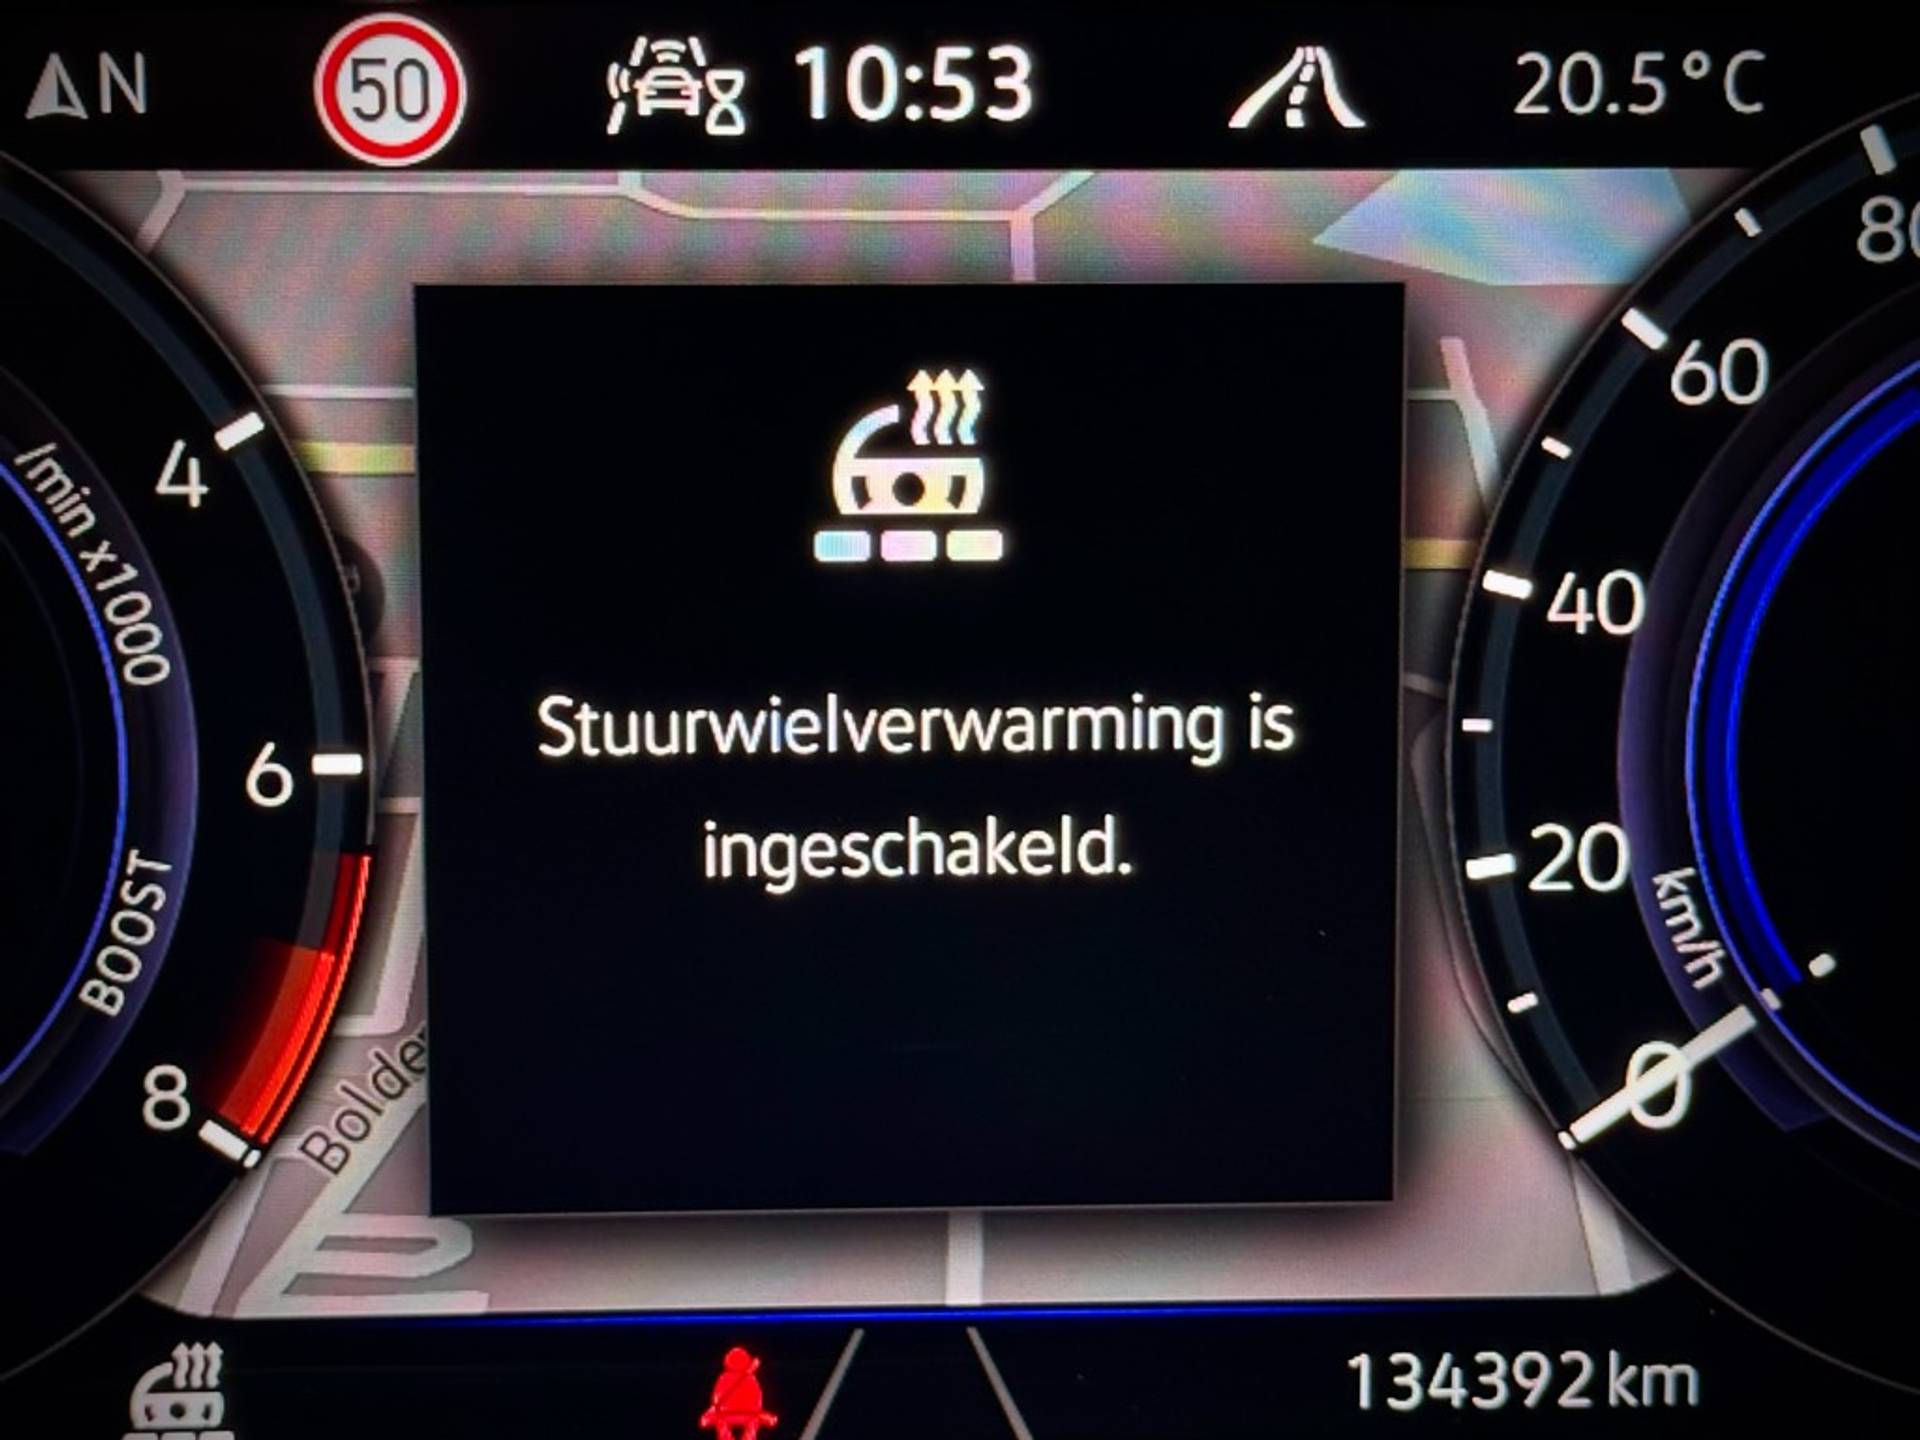 N
50
10:53
20.5°C
80
60
40
20
0
km/h
4
6
8
/min x1000
BOOST
Stuurwielverwarming is
ingeschakeld.
134392 km